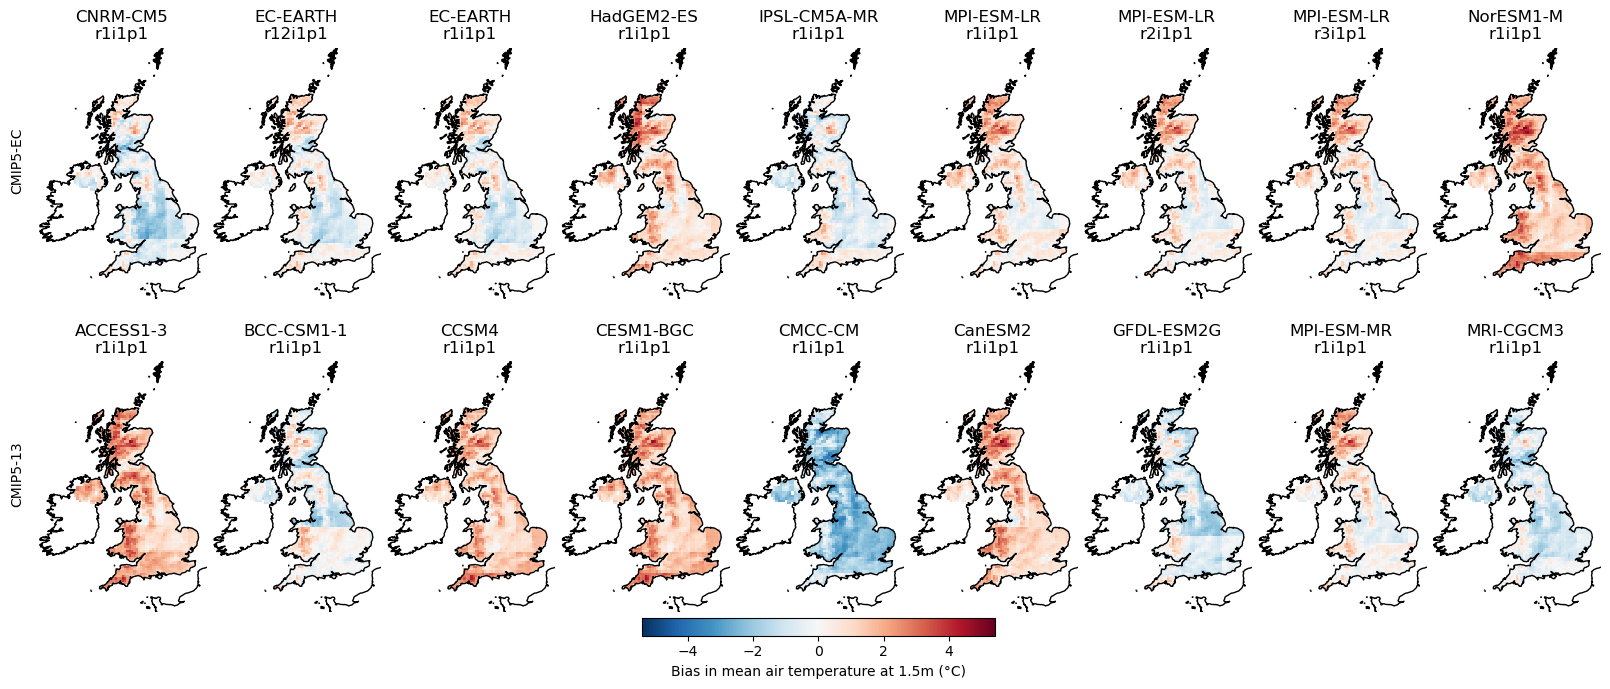 CNRM-CM5
r1i1p1
EC-EARTH
r12i1p1
EC-EARTH
r1i1p1
HadGEM2-ES
r1i1p1
IPSL-CM5A-MR
r1i1p1
MPI-ESM-LR
r1i1p1
MPI-ESM-LR
r2i1p1
MPI-ESM-LR
r3i1p1
NorESM1-M
r1i1p1
CMIP5-EC
ACCESS1-3
r1i1p1
BCC-CSM1-1
r1i1p1
CCSM4
r1i1p1
CESM1-BGC
r1i1p1
CMCC-CM
r1i1p1
CanESM2
r1i1p1
GFDL-ESM2G
r1i1p1
MPI-ESM-MR
r1i1p1
MRI-CGCM3
r1i1p1
CMIP5-13
−4 −2 0 2 4
Bias in mean air temperature at 1.5m (°C)